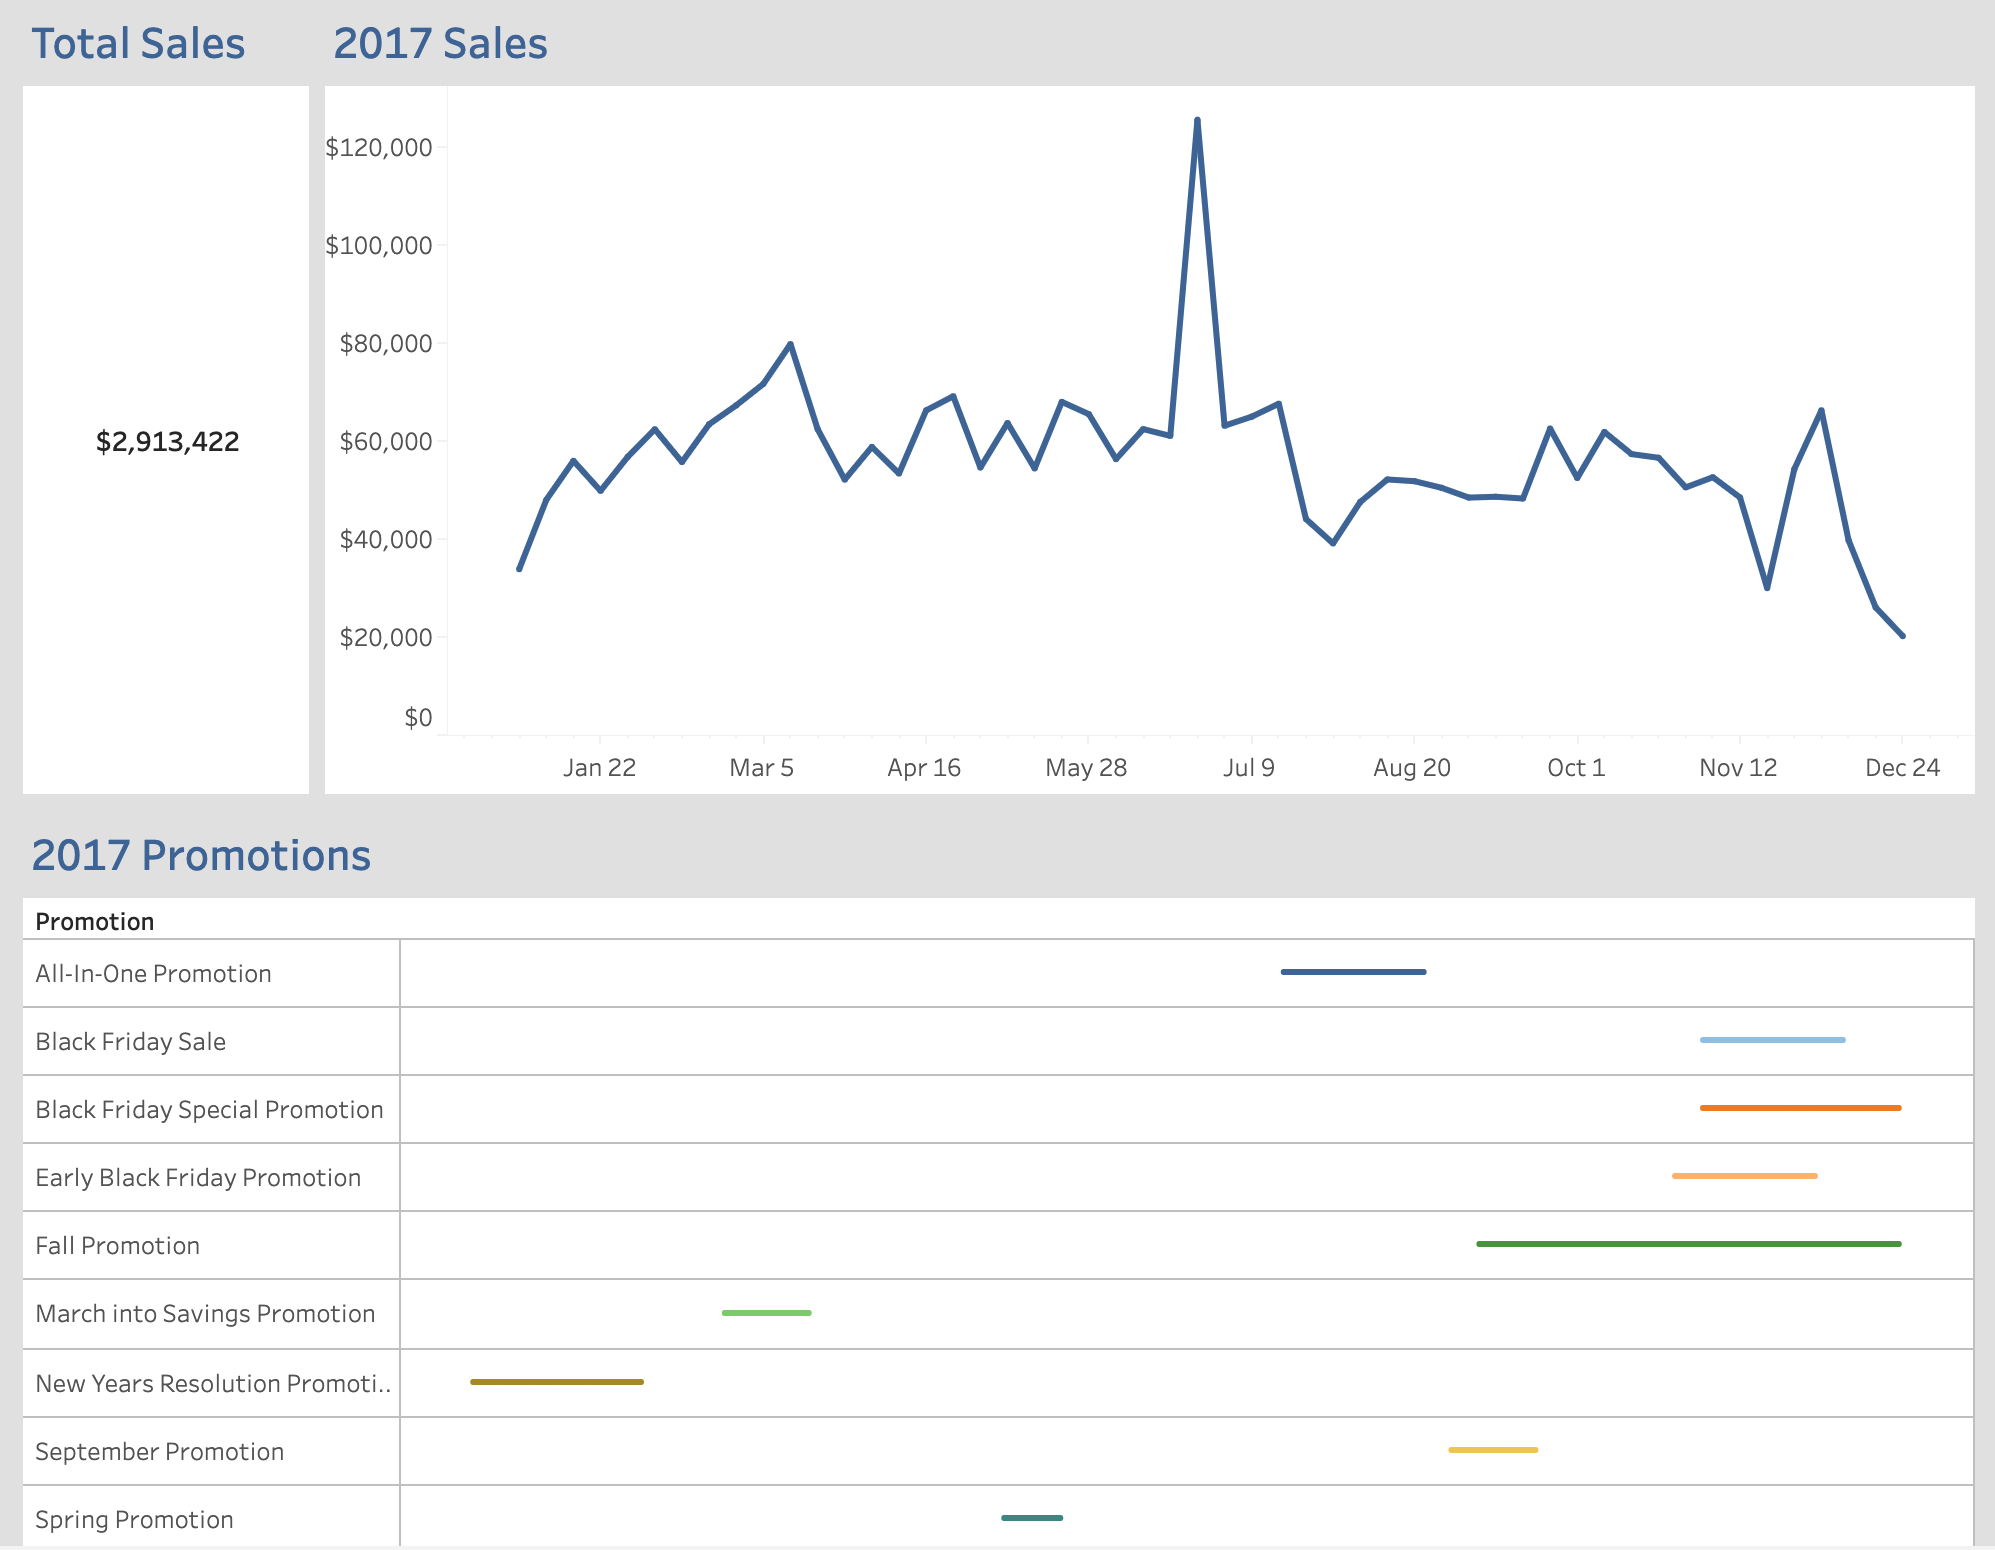 Total Sales
2017 Sales
$2,913,422
$120,000
$100,000
$80,000
$60,000
$40,000
$20,000
$0
Jan 22 Mar 5 Apr 16 May 28 Jul 9 Aug 20 Oct 1 Nov 12 Dec 24
2017 Promotions
Promotion
All-In-One Promotion
Black Friday Sale
Black Friday Special Promotion
Early Black Friday Promotion
Fall Promotion
March into Savings Promotion
New Years Resolution Promoti..
September Promotion
Spring Promotion